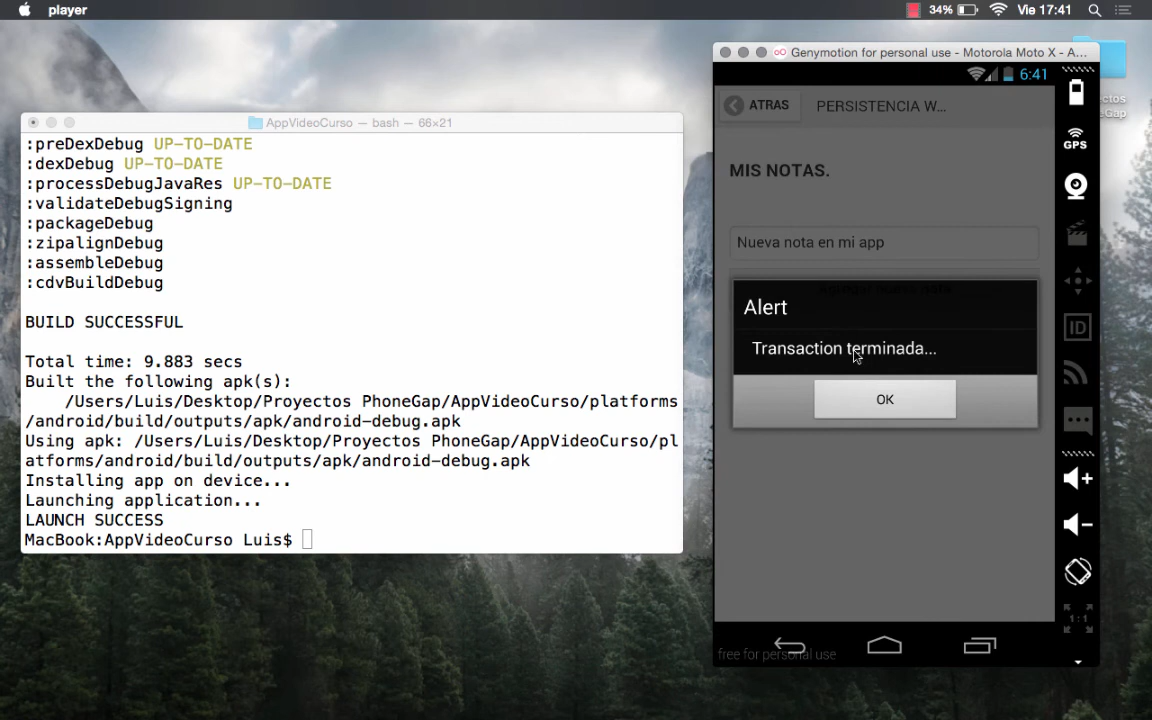 player
34%
Vie 17:41
AppVideoCurso — bash — 66×21
:preDexDebug UP-TO-DATE
:dexDebug UP-TO-DATE
:processDebugJavaRes UP-TO-DATE
:validateDebugSigning
:packageDebug
:zipalignDebug
:assembleDebug
:cdvBuildDebug
BUILD SUCCESSFUL
Total time: 9.883 secs
Built the following apk(s):
/Users/Luis/Desktop/Proyectos PhoneGap/AppVideoCurso/platforms
/android/build/outputs/apk/android-debug.apk
Using apk: /Users/Luis/Desktop/Proyectos PhoneGap/AppVideoCurso/pl
atforms/android/build/outputs/apk/android-debug.apk
Installing app on device...
Launching application...
LAUNCH SUCCESS
MacBook:AppVideoCurso Luis$
Genymotion for personal use - Motorola Moto X - A...
6:41
ATRAS
PERSISTENCIA W...
MIS NOTAS.
Nueva nota en mi app
Alert
Transaction terminada...
OK
free for personal use
GPS
ID
1:1